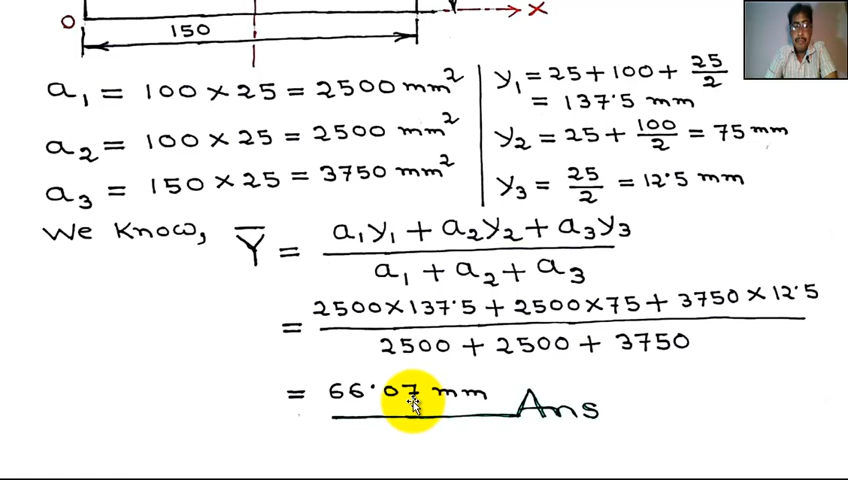 O
X
150
a₁ = 100 × 25 = 2500 mm²
a₂ = 100 × 25 = 2500 mm²
a₃ = 150 × 25 = 3750 mm²
y₁ = 25 + 100 + 25/2
= 137.5 mm
y₂ = 25 + 100/2 = 75 mm
y₃ = 25/2 = 12.5 mm
We Know, Y̅ = (a₁y₁ + a₂y₂ + a₃y₃)/(a₁ + a₂ + a₃)
= (2500×137.5 + 2500×75 + 3750×12.5)/(2500 + 2500 + 3750)
= 66.07 mm Ans